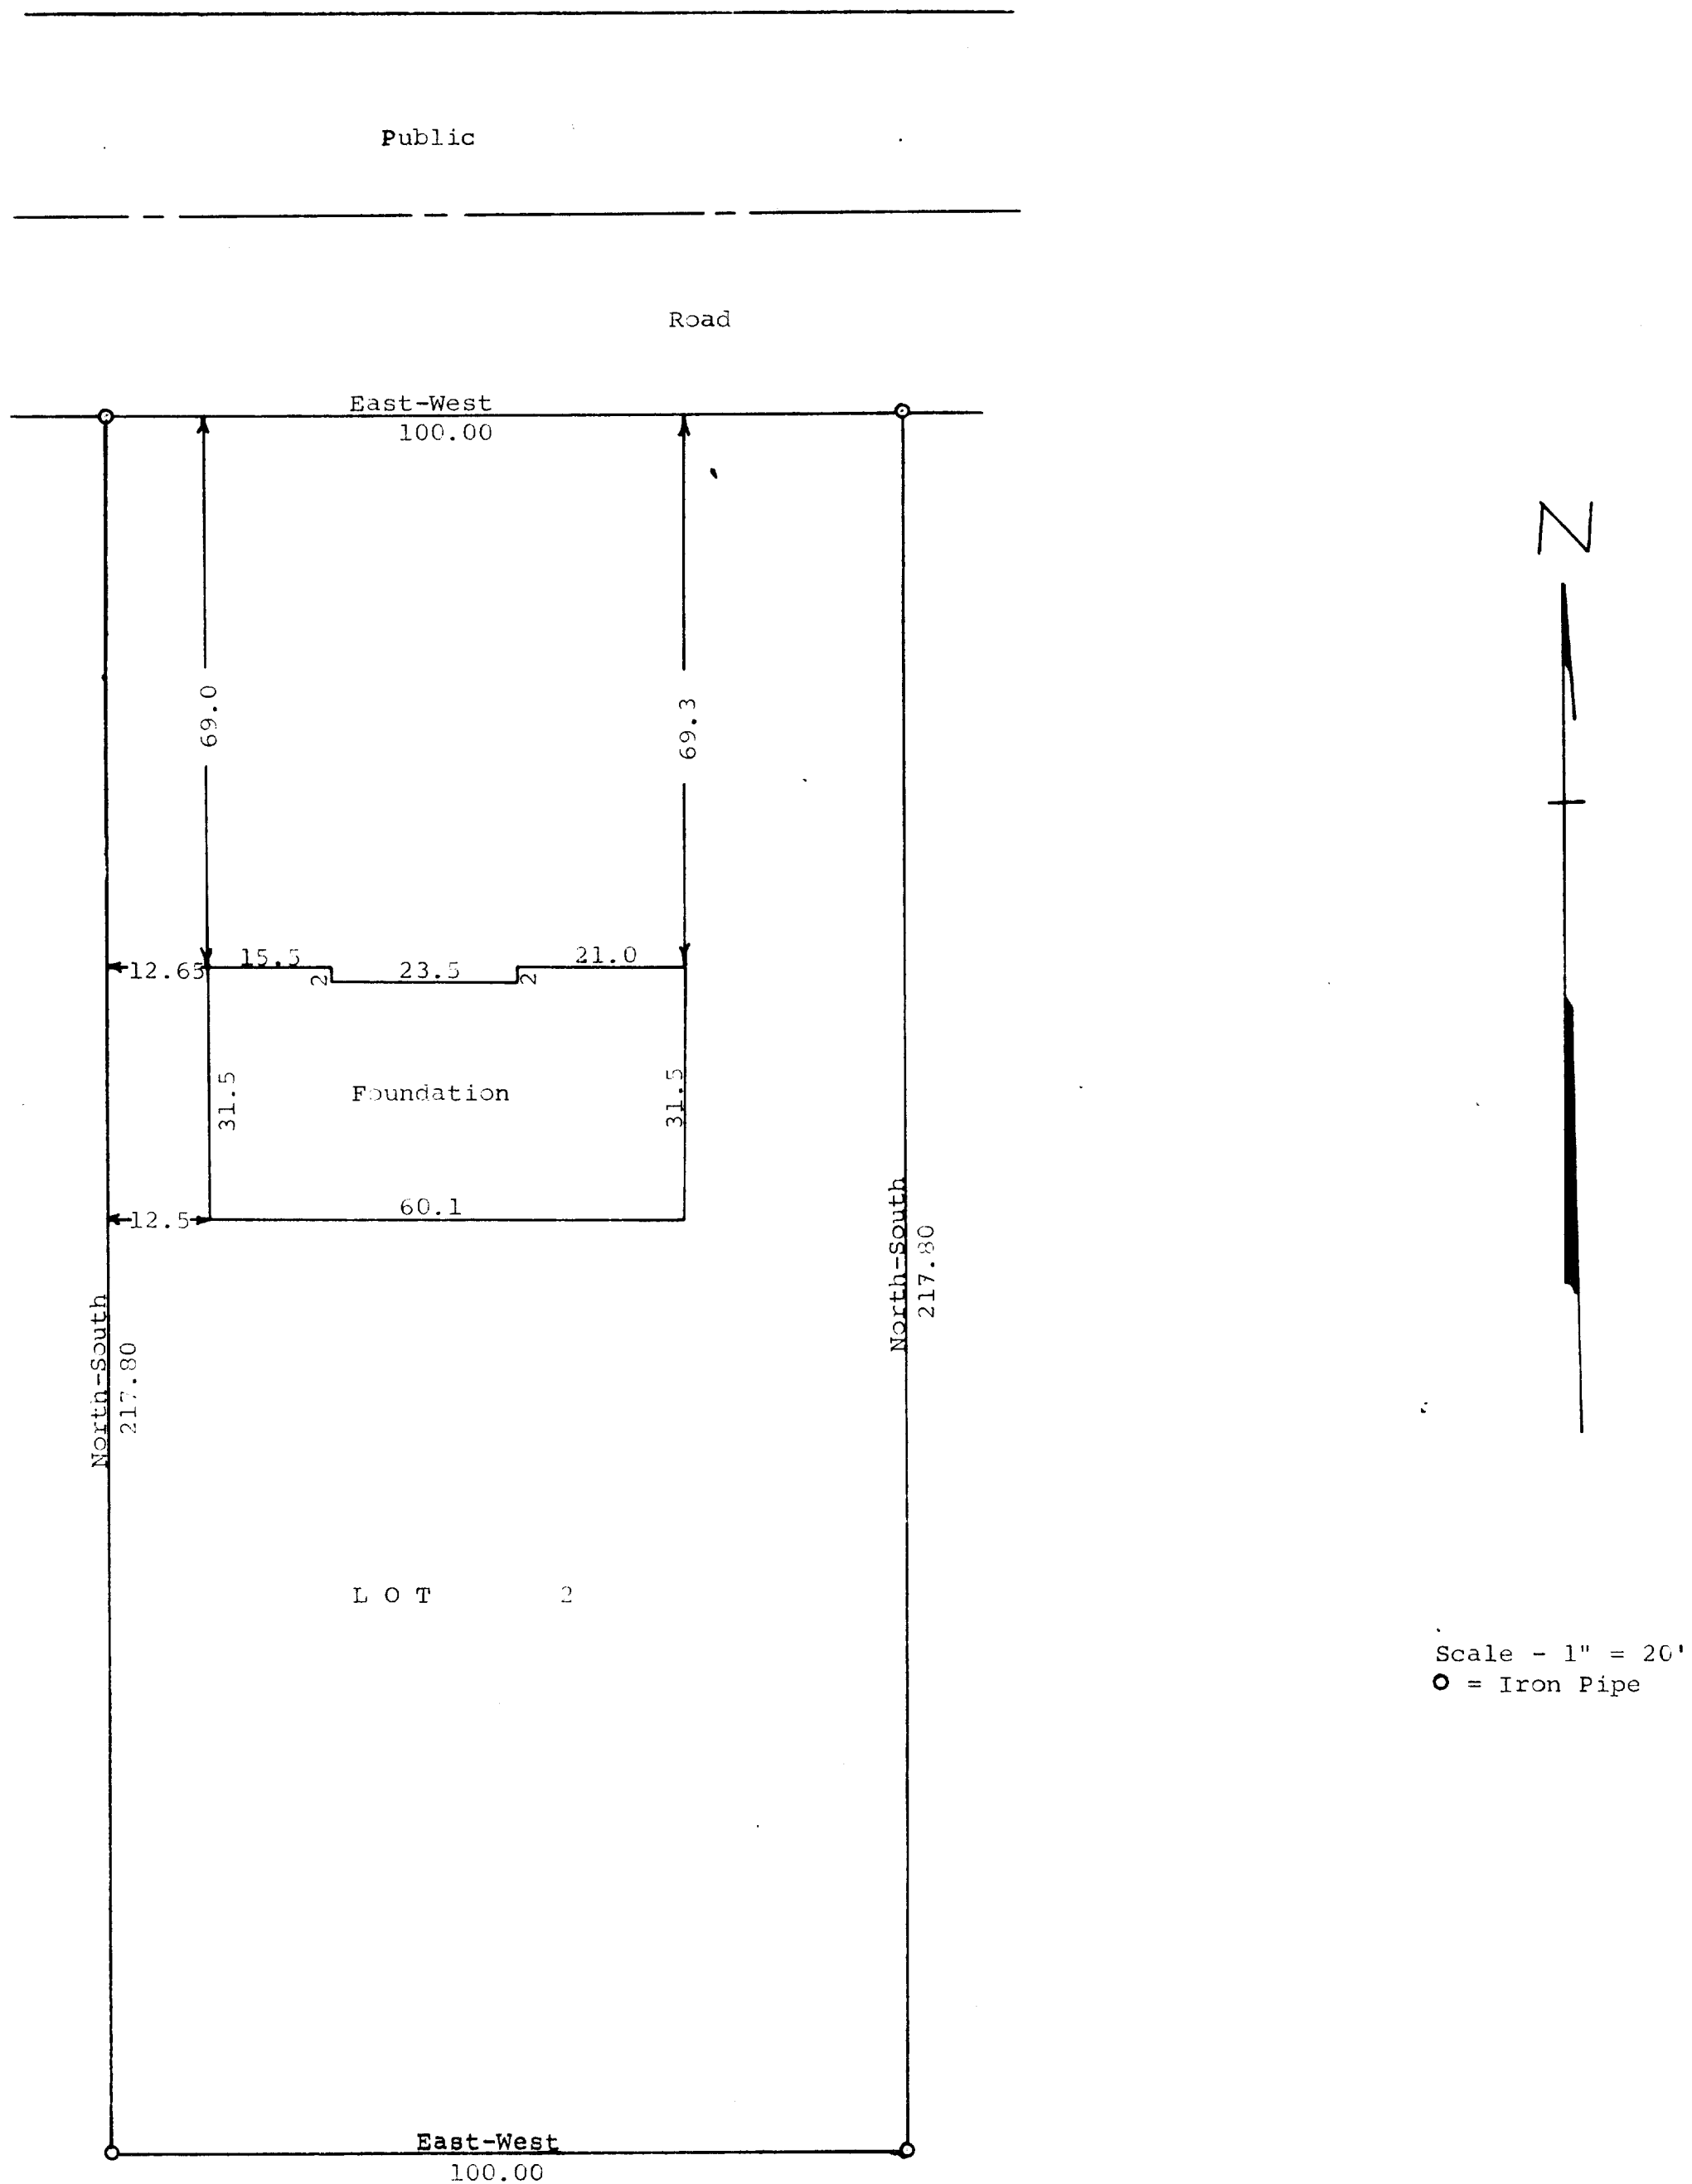 Public
Road
East-West
100.00
N
69.0
69.3
12.65
15.5
23.5
21.0
2
2
31.5
Foundation
31.5
60.1
12.5
North-South
217.80
North-South
217.80
LOT 2
Scale - 1" = 20'
O = Iron Pipe
East-West
100.00